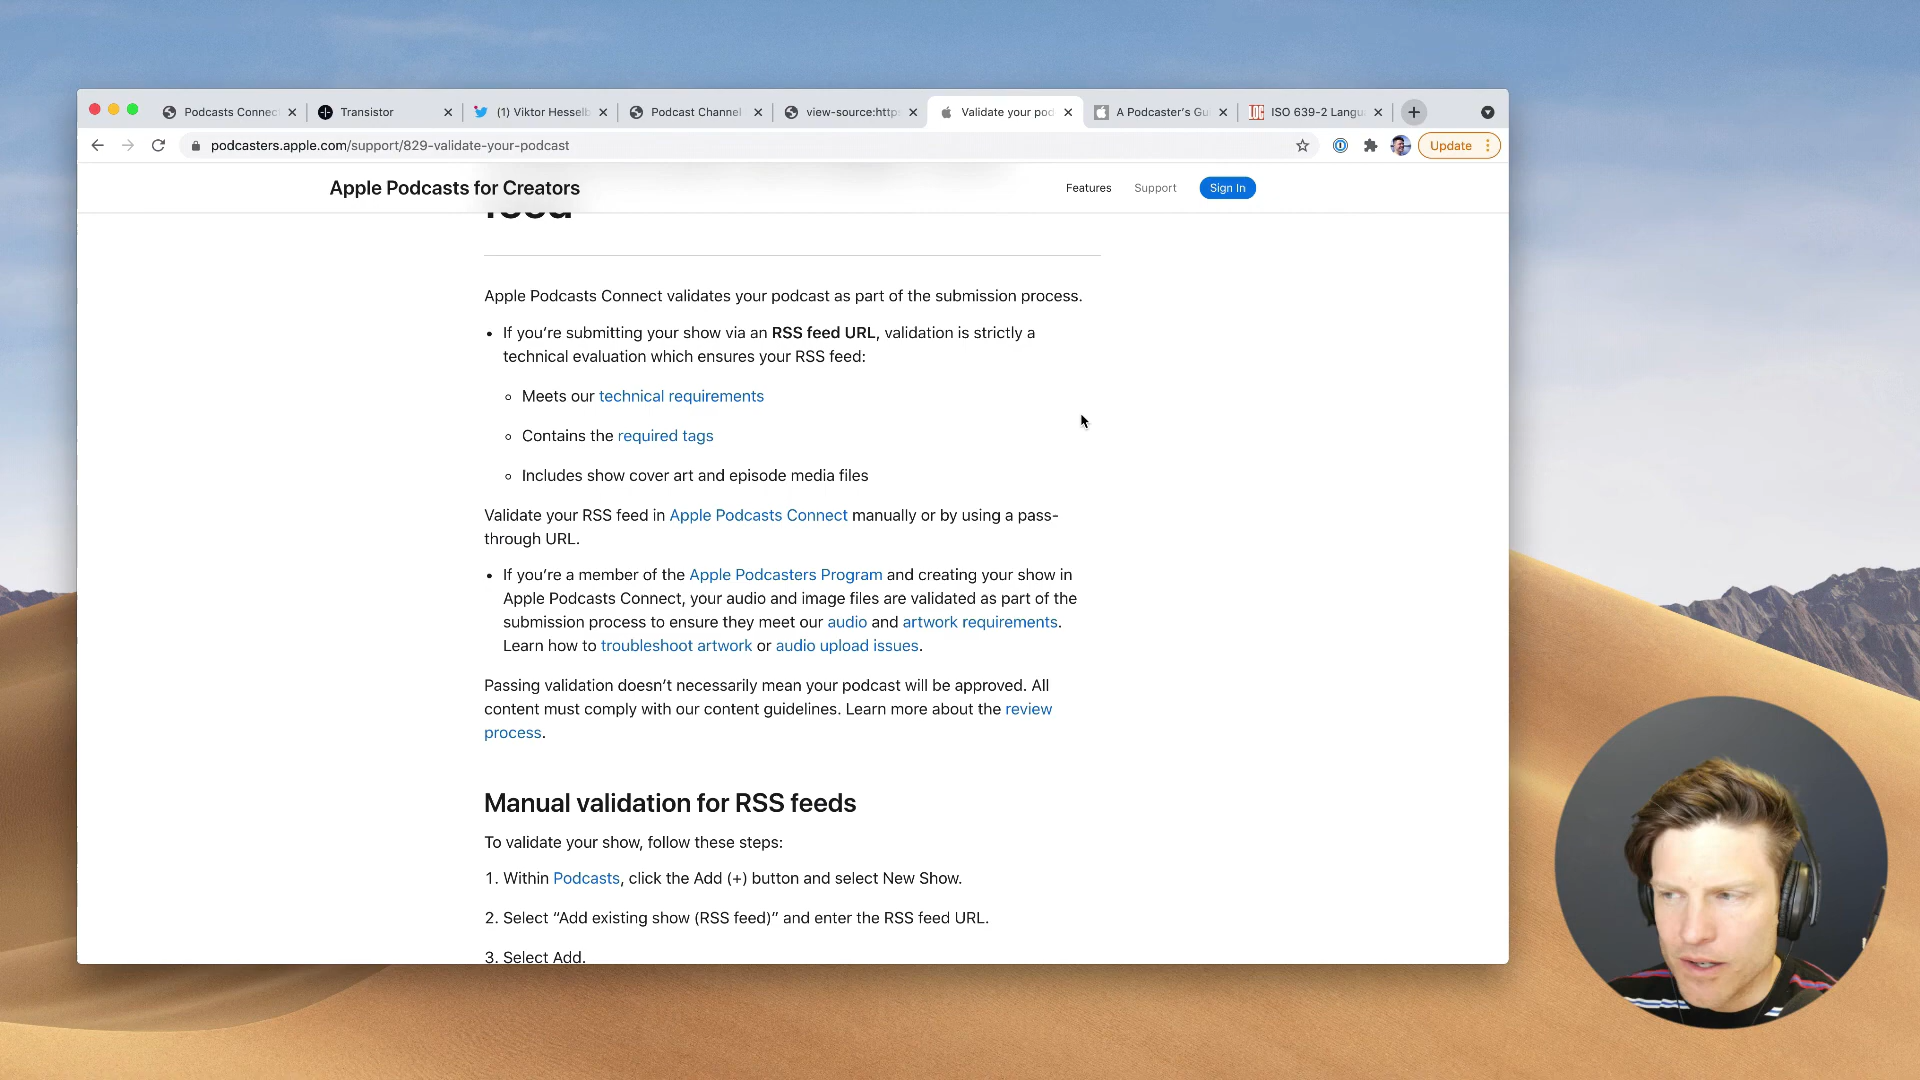 Podcasts Connec
Transistor
(1) Viktor Hesselb
Podcast Channel
view-source:http
Validate your pod
A Podcaster's Gu
ISO 639-2 Langu
podcasters.apple.com/support/829-validate-your-podcast
Update
Apple Podcasts for Creators
Features
Support
Sign In
feed
Apple Podcasts Connect validates your podcast as part of the submission process.
• If you're submitting your show via an RSS feed URL, validation is strictly a
technical evaluation which ensures your RSS feed:
Meets our technical requirements
Contains the required tags
Includes show cover art and episode media files
Validate your RSS feed in Apple Podcasts Connect manually or by using a pass-
through URL.
• If you're a member of the Apple Podcasters Program and creating your show in
Apple Podcasts Connect, your audio and image files are validated as part of the
submission process to ensure they meet our audio and artwork requirements.
Learn how to troubleshoot artwork or audio upload issues.
Passing validation doesn't necessarily mean your podcast will be approved. All
content must comply with our content guidelines. Learn more about the review
process.
Manual validation for RSS feeds
To validate your show, follow these steps:
1. Within Podcasts, click the Add (+) button and select New Show.
2. Select “Add existing show (RSS feed)” and enter the RSS feed URL.
3. Select Add.